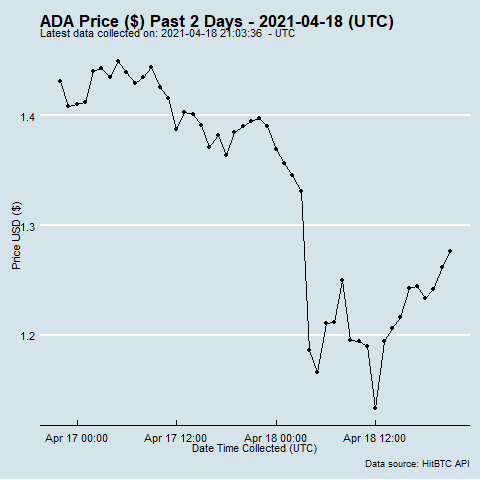 ADA Price ($) Past 2 Days - 2021-04-18 (UTC)
Latest data collected on: 2021-04-18 21:03:36 - UTC
1.4
1.3
1.2
Price USD ($)
Apr 17 00:00
Apr 17 12:00
Apr 18 00:00
Apr 18 12:00
Date Time Collected (UTC)
Data source: HitBTC API